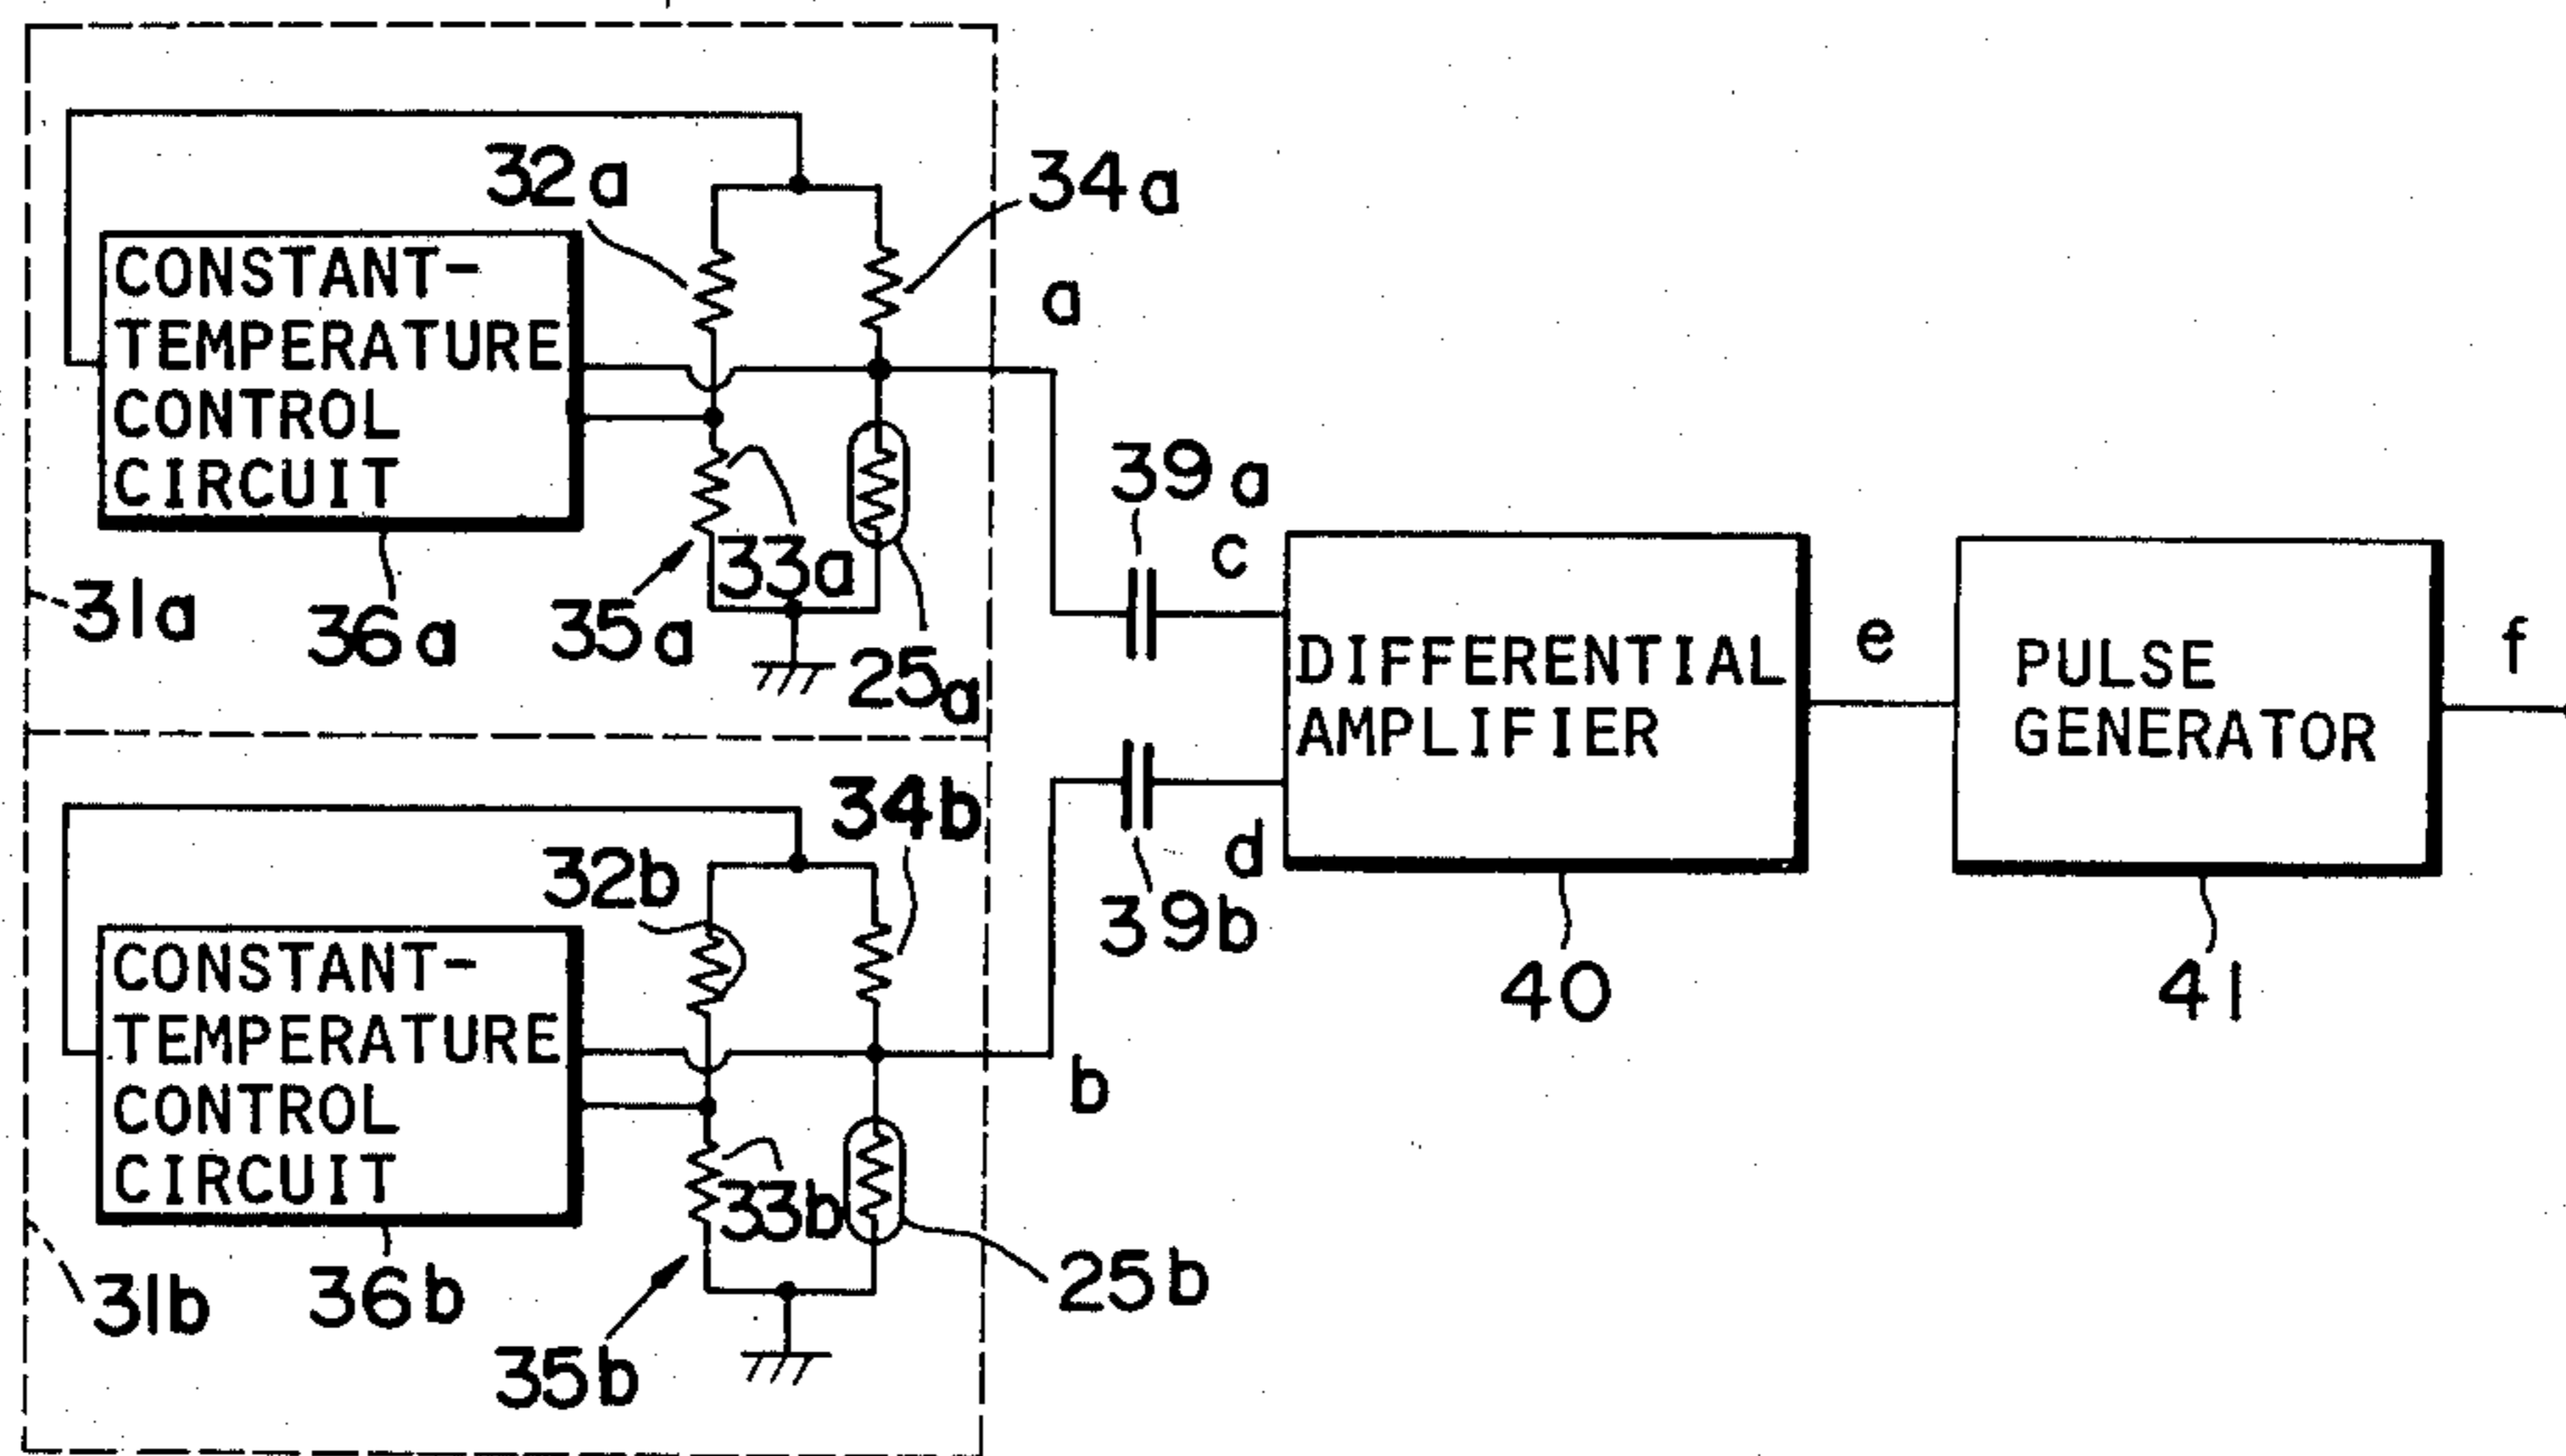 32a
34a
a
CONSTANT-
TEMPERATURE
CONTROL
CIRCUIT
39a
c
33a
31a
36a
35a
25a
DIFFERENTIAL
AMPLIFIER
e
PULSE
GENERATOR
f
34b
32b
d
39b
40
41
CONSTANT-
TEMPERATURE
CONTROL
CIRCUIT
b
33b
25b
31b
36b
35b